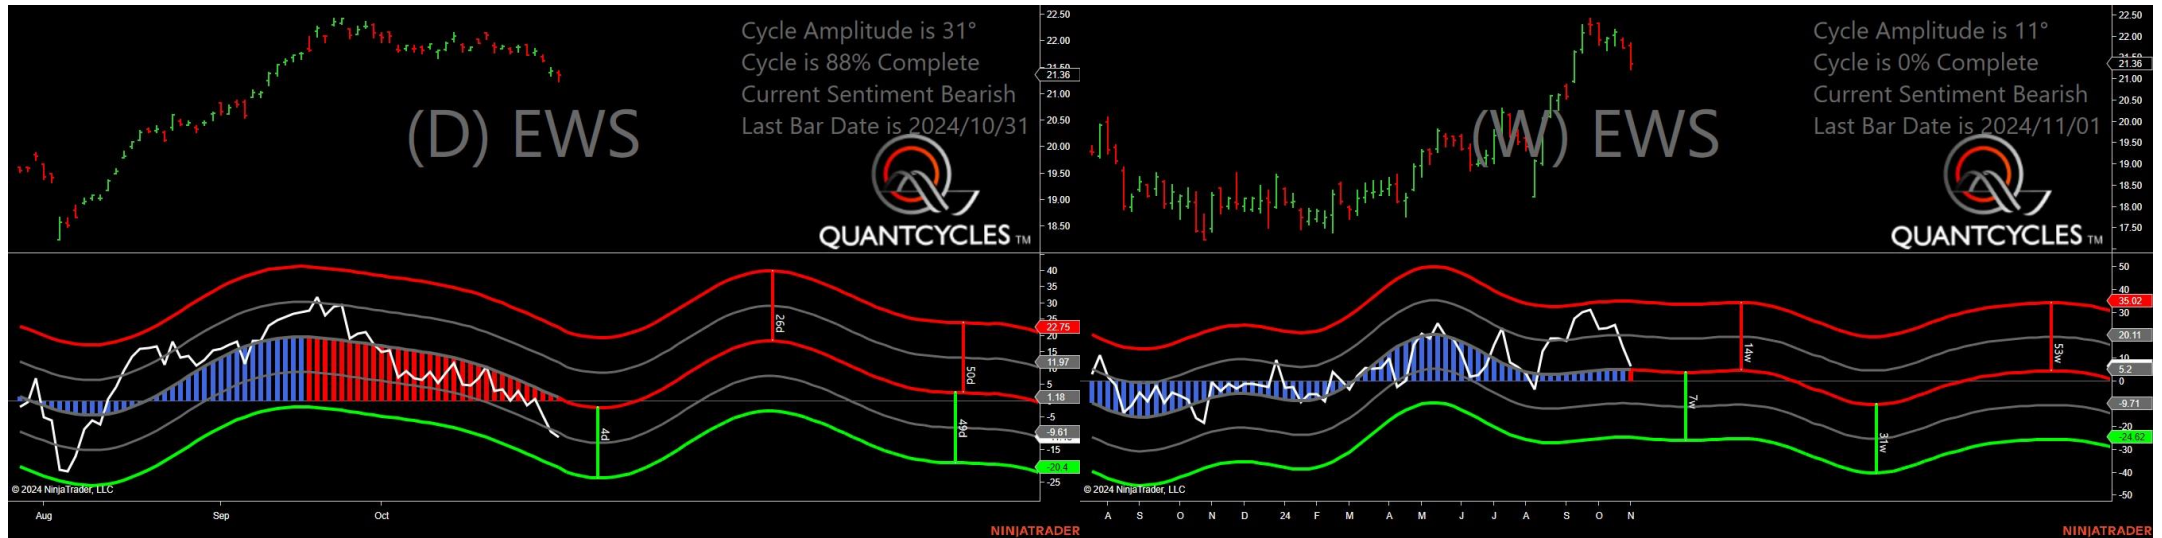 Cycle Amplitude is 31°
Cycle is 88% Complete
Current Sentiment Bearish
Last Bar Date is 2024/10/31
(D) EWS
QUANTCYCLES TM
22.50
22.00
21.50
21.36
21.00
20.50
20.00
19.50
19.00
18.50
40
35
30
25
22.75
20
15
11.97
10
5
1.18
-5
-9.61
-15
-20.4
-25
26d
50d
4d
49d
© 2024 NinjaTrader, LLC
Aug Sep Oct
NINJATRADER
Cycle Amplitude is 11°
Cycle is 0% Complete
Current Sentiment Bearish
Last Bar Date is 2024/11/01
(W) EWS
QUANTCYCLES TM
22.50
22.00
21.36
21.00
20.50
20.00
19.50
19.00
18.50
18.00
17.50
50
40
35.02
30
20.11
10
5.2
0
-9.71
-24.62
-30
-40
-50
14w
53w
7w
31w
© 2024 NinjaTrader, LLC
A S O N D 24 F M A M J J A S O N
NINJATRADER